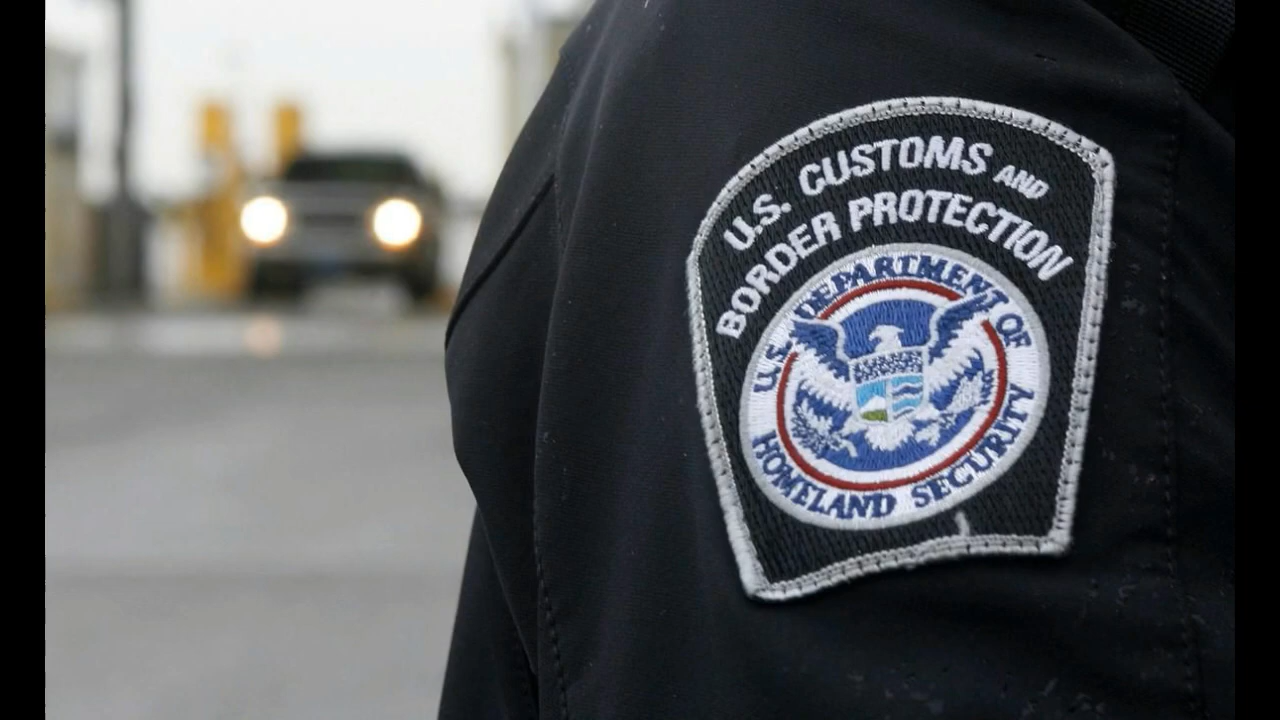 U.S. CUSTOMS AND
BORDER PROTECTION
U.S. DEPARTMENT OF
HOMELAND SECURITY